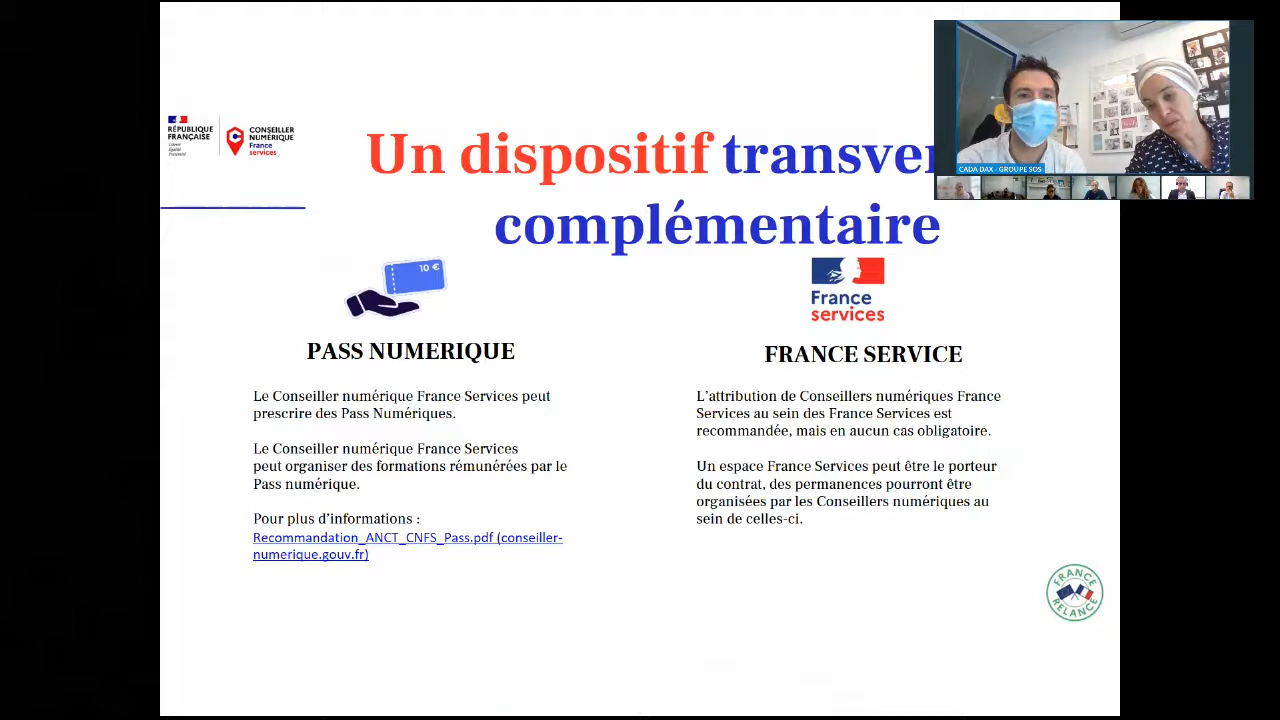 RÉPUBLIQUE
FRANÇAISE
Liberté
Égalité
Fraternité
CONSEILLER
NUMÉRIQUE
France
services
Un dispositif transver
complémentaire
CADA DAX - GROUPE SOS
10 €
France
services
PASS NUMERIQUE
Le Conseiller numérique France Services peut
prescrire des Pass Numériques.
Le Conseiller numérique France Services
peut organiser des formations rémunérées par le
Pass numérique.
Pour plus d’informations :
Recommandation_ANCT_CNFS_Pass.pdf (conseiller-
numerique.gouv.fr)
FRANCE SERVICE
L’attribution de Conseillers numériques France
Services au sein des France Services est
recommandée, mais en aucun cas obligatoire.
Un espace France Services peut être le porteur
du contrat, des permanences pourront être
organisées par les Conseillers numériques au
sein de celles-ci.
FRANCE
RELANCE